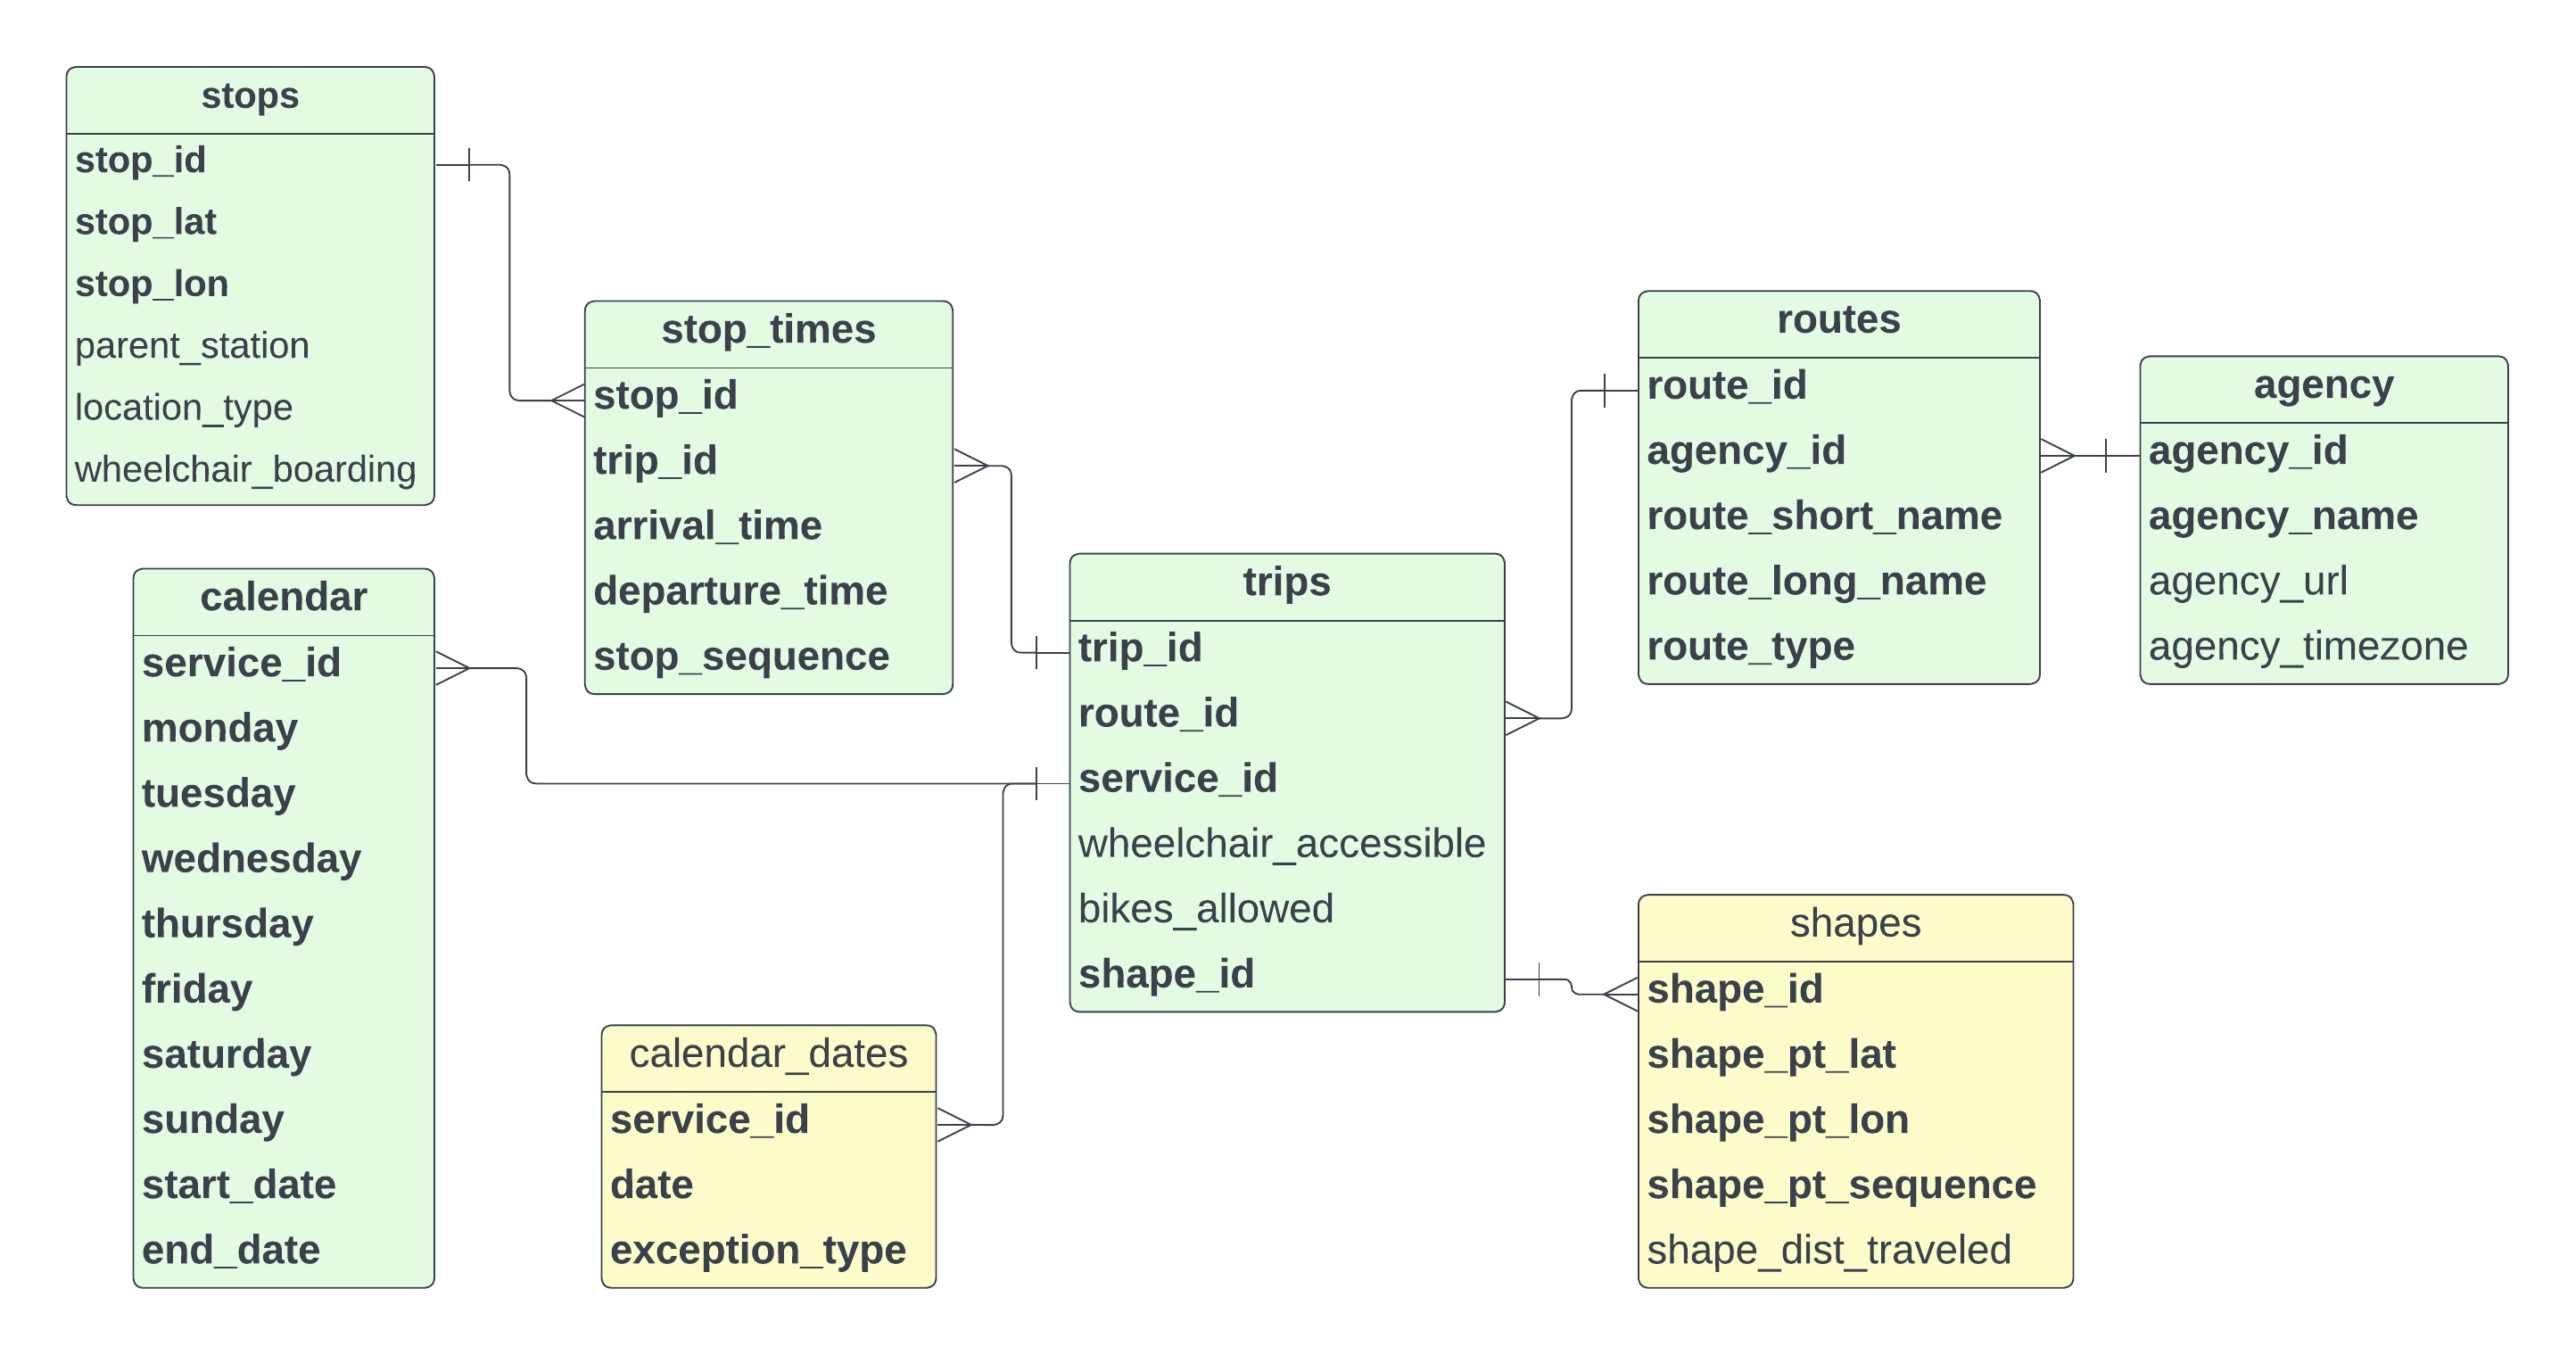 stops
stop_id
stop_lat
stop_lon
parent_station
location_type
wheelchair_boarding
stop_times
stop_id
trip_id
arrival_time
departure_time
stop_sequence
calendar
service_id
monday
tuesday
wednesday
thursday
friday
saturday
sunday
start_date
end_date
calendar_dates
service_id
date
exception_type
trips
trip_id
route_id
service_id
wheelchair_accessible
bikes_allowed
shape_id
routes
route_id
agency_id
route_short_name
route_long_name
route_type
agency
agency_id
agency_name
agency_url
agency_timezone
shapes
shape_id
shape_pt_lat
shape_pt_lon
shape_pt_sequence
shape_dist_traveled